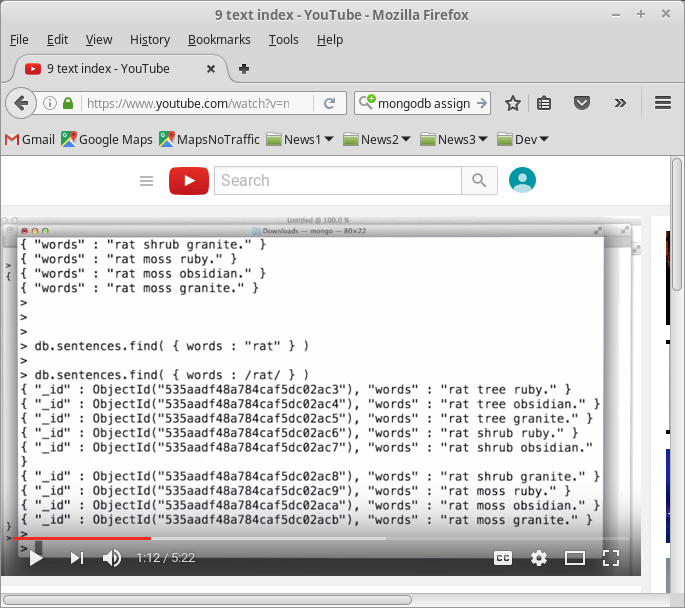 9 text index - YouTube - Mozilla Firefox
File Edit View History Bookmarks Tools Help
9 text index - YouTube
https://www.youtube.com/watch?v=n
mongodb assign
Gmail Google Maps MapsNoTraffic News1 News2 News3 Dev
Search
Untitled @ 100.0 %
Downloads — mongo — 80×22
{ "words" : "rat shrub granite." }
{ "words" : "rat moss ruby." }
{ "words" : "rat moss obsidian." }
{ "words" : "rat moss granite." }
>
>
>
> db.sentences.find( { words : "rat" } )
>
> db.sentences.find( { words : /rat/ } )
{ "_id" : ObjectId("535aadf48a784caf5dc02ac3"), "words" : "rat tree ruby." }
{ "_id" : ObjectId("535aadf48a784caf5dc02ac4"), "words" : "rat tree obsidian." }
{ "_id" : ObjectId("535aadf48a784caf5dc02ac5"), "words" : "rat tree granite." }
{ "_id" : ObjectId("535aadf48a784caf5dc02ac6"), "words" : "rat shrub ruby." }
{ "_id" : ObjectId("535aadf48a784caf5dc02ac7"), "words" : "rat shrub obsidian."
}
{ "_id" : ObjectId("535aadf48a784caf5dc02ac8"), "words" : "rat shrub granite." }
{ "_id" : ObjectId("535aadf48a784caf5dc02ac9"), "words" : "rat moss ruby." }
{ "_id" : ObjectId("535aadf48a784caf5dc02aca"), "words" : "rat moss obsidian." }
{ "_id" : ObjectId("535aadf48a784caf5dc02acb"), "words" : "rat moss granite." }
>
>
1:12 / 5:22
CC